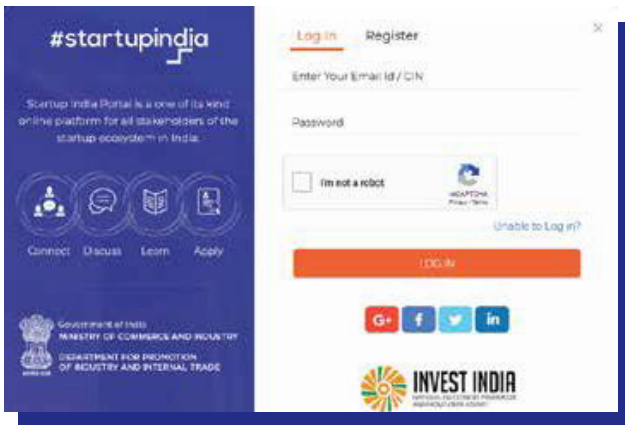 #startupindia
Startup India Portal is a one of its kind
online platform for all stakeholders of the
startup ecosystem in India.
Connect Discuss Learn Apply
Government of India
MINISTRY OF COMMERCE AND INDUSTRY
DEPARTMENT FOR PROMOTION
OF INDUSTRY AND INTERNAL TRADE
Log In Register
Enter Your Email Id / CIN
Password
I'm not a robot
reCAPTCHA
Privacy - Terms
Unable to Log in?
LOG IN
G+ f in
INVEST INDIA